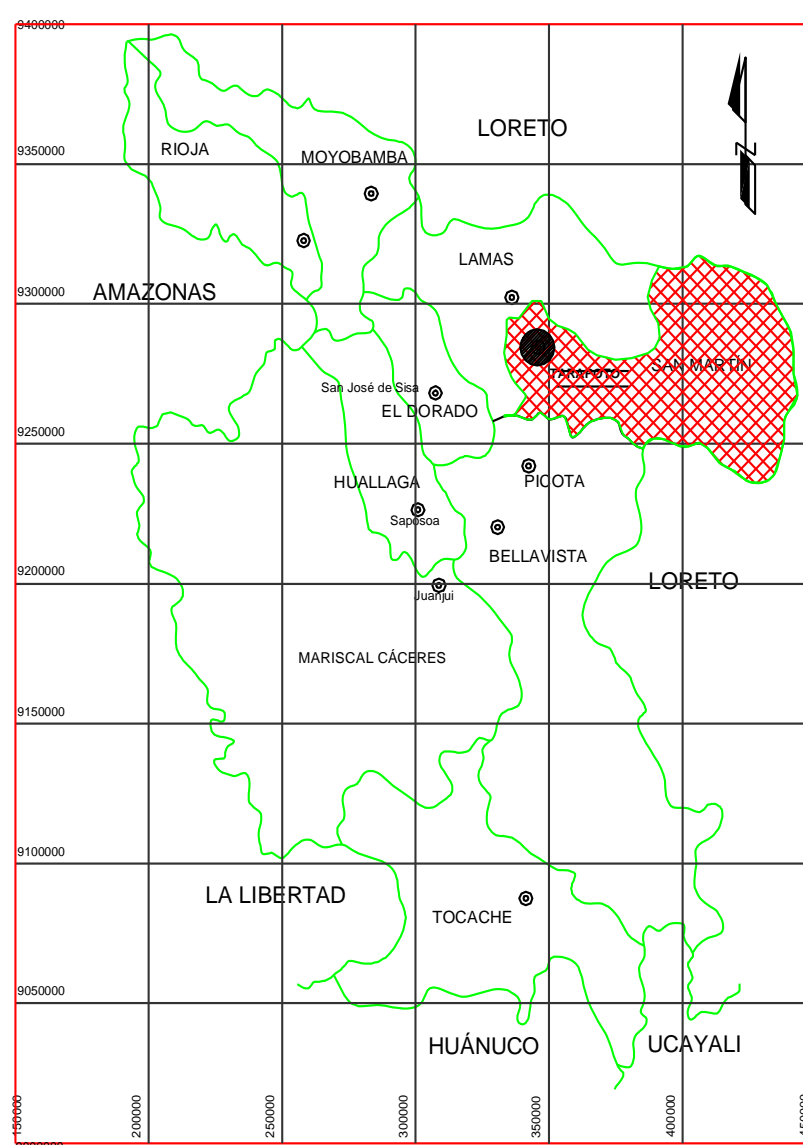 9400000
LORETO
RIOJA
MOYOBAMBA
9350000
N
LAMAS
AMAZONAS
9300000
SAN MARTÍN
TARAPOTO
San José de Sisa
EL DORADO
9250000
HUALLAGA
PICOTA
Saposoa
BELLAVISTA
LORETO
9200000
Juanjui
MARISCAL CÁCERES
9150000
9100000
LA LIBERTAD
TOCACHE
9050000
HUÁNUCO
UCAYALI
150000
200000
250000
300000
350000
400000